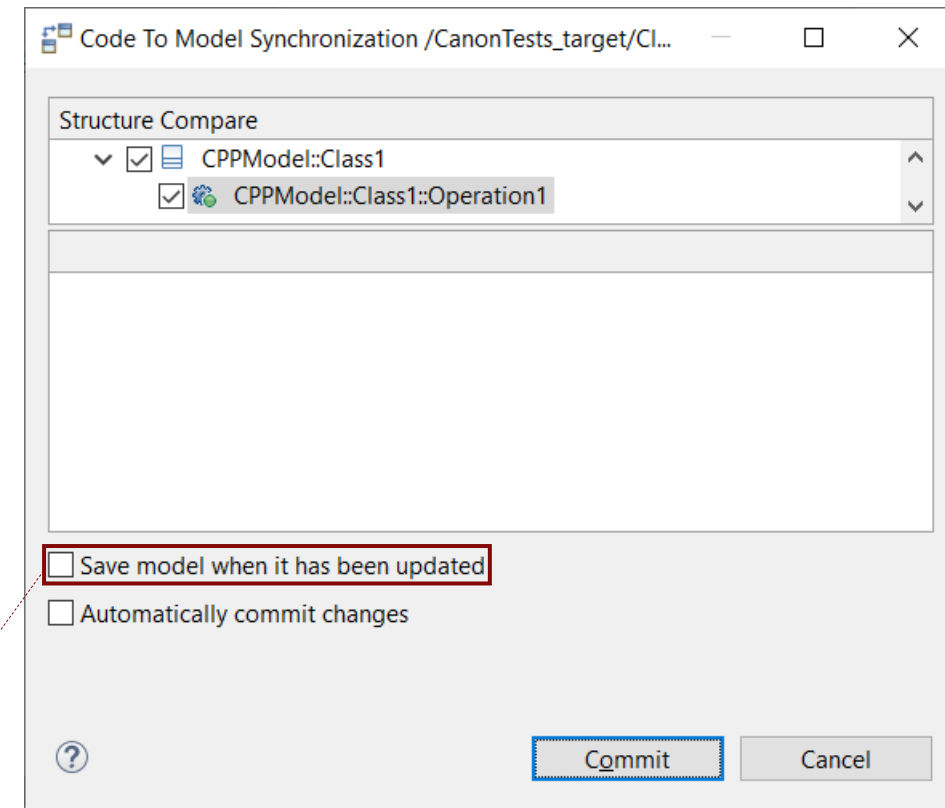 Code To Model Synchronization /CanonTests_target/Cl...
Structure Compare
CPPModel::Class1
CPPModel::Class1::Operation1
Save model when it has been updated
Automatically commit changes
?
Commit
Cancel